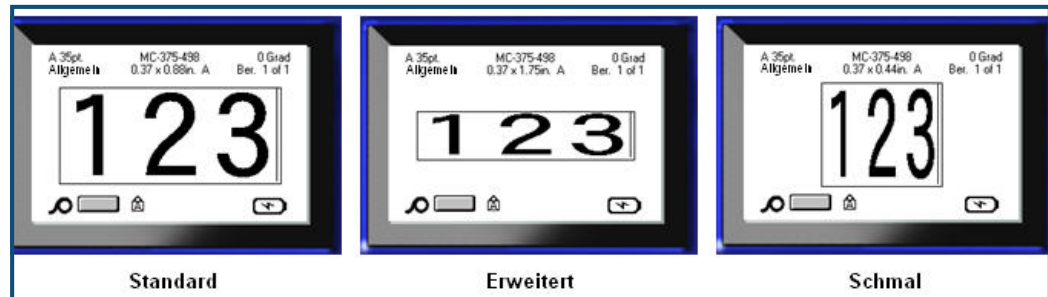 A 35pt. MC-375-498 0 Grad
Allgemein 0.37 x 0.88in. A Ber. 1 of 1
123
Standard
A 35pt. MC-375-498 0 Grad
Allgemein 0.37 x 1.75in. A Ber. 1 of 1
123
Erweitert
A 35pt. MC-375-498 0 Grad
Allgemein 0.37 x 0.44in. A Ber. 1 of 1
123
Schmal